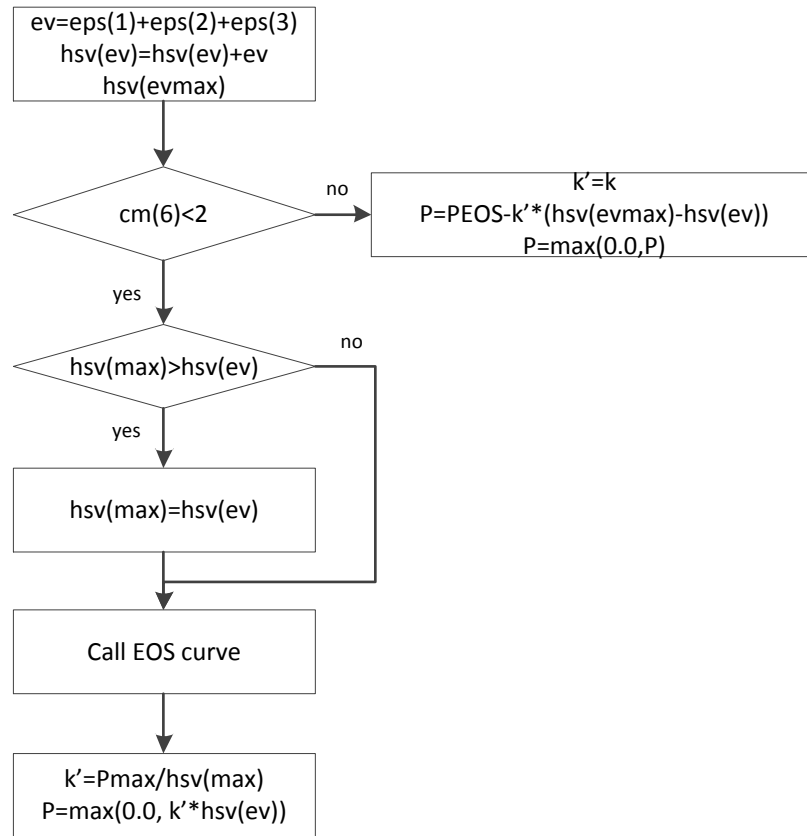 ev=eps(1)+eps(2)+eps(3)
hsv(ev)=hsv(ev)+ev
hsv(evmax)
cm(6)<2
no
k’=k
P=PEOS-k’*(hsv(evmax)-hsv(ev))
P=max(0.0,P)
yes
hsv(max)>hsv(ev)
no
yes
hsv(max)=hsv(ev)
Call EOS curve
k’=Pmax/hsv(max)
P=max(0.0, k’*hsv(ev))